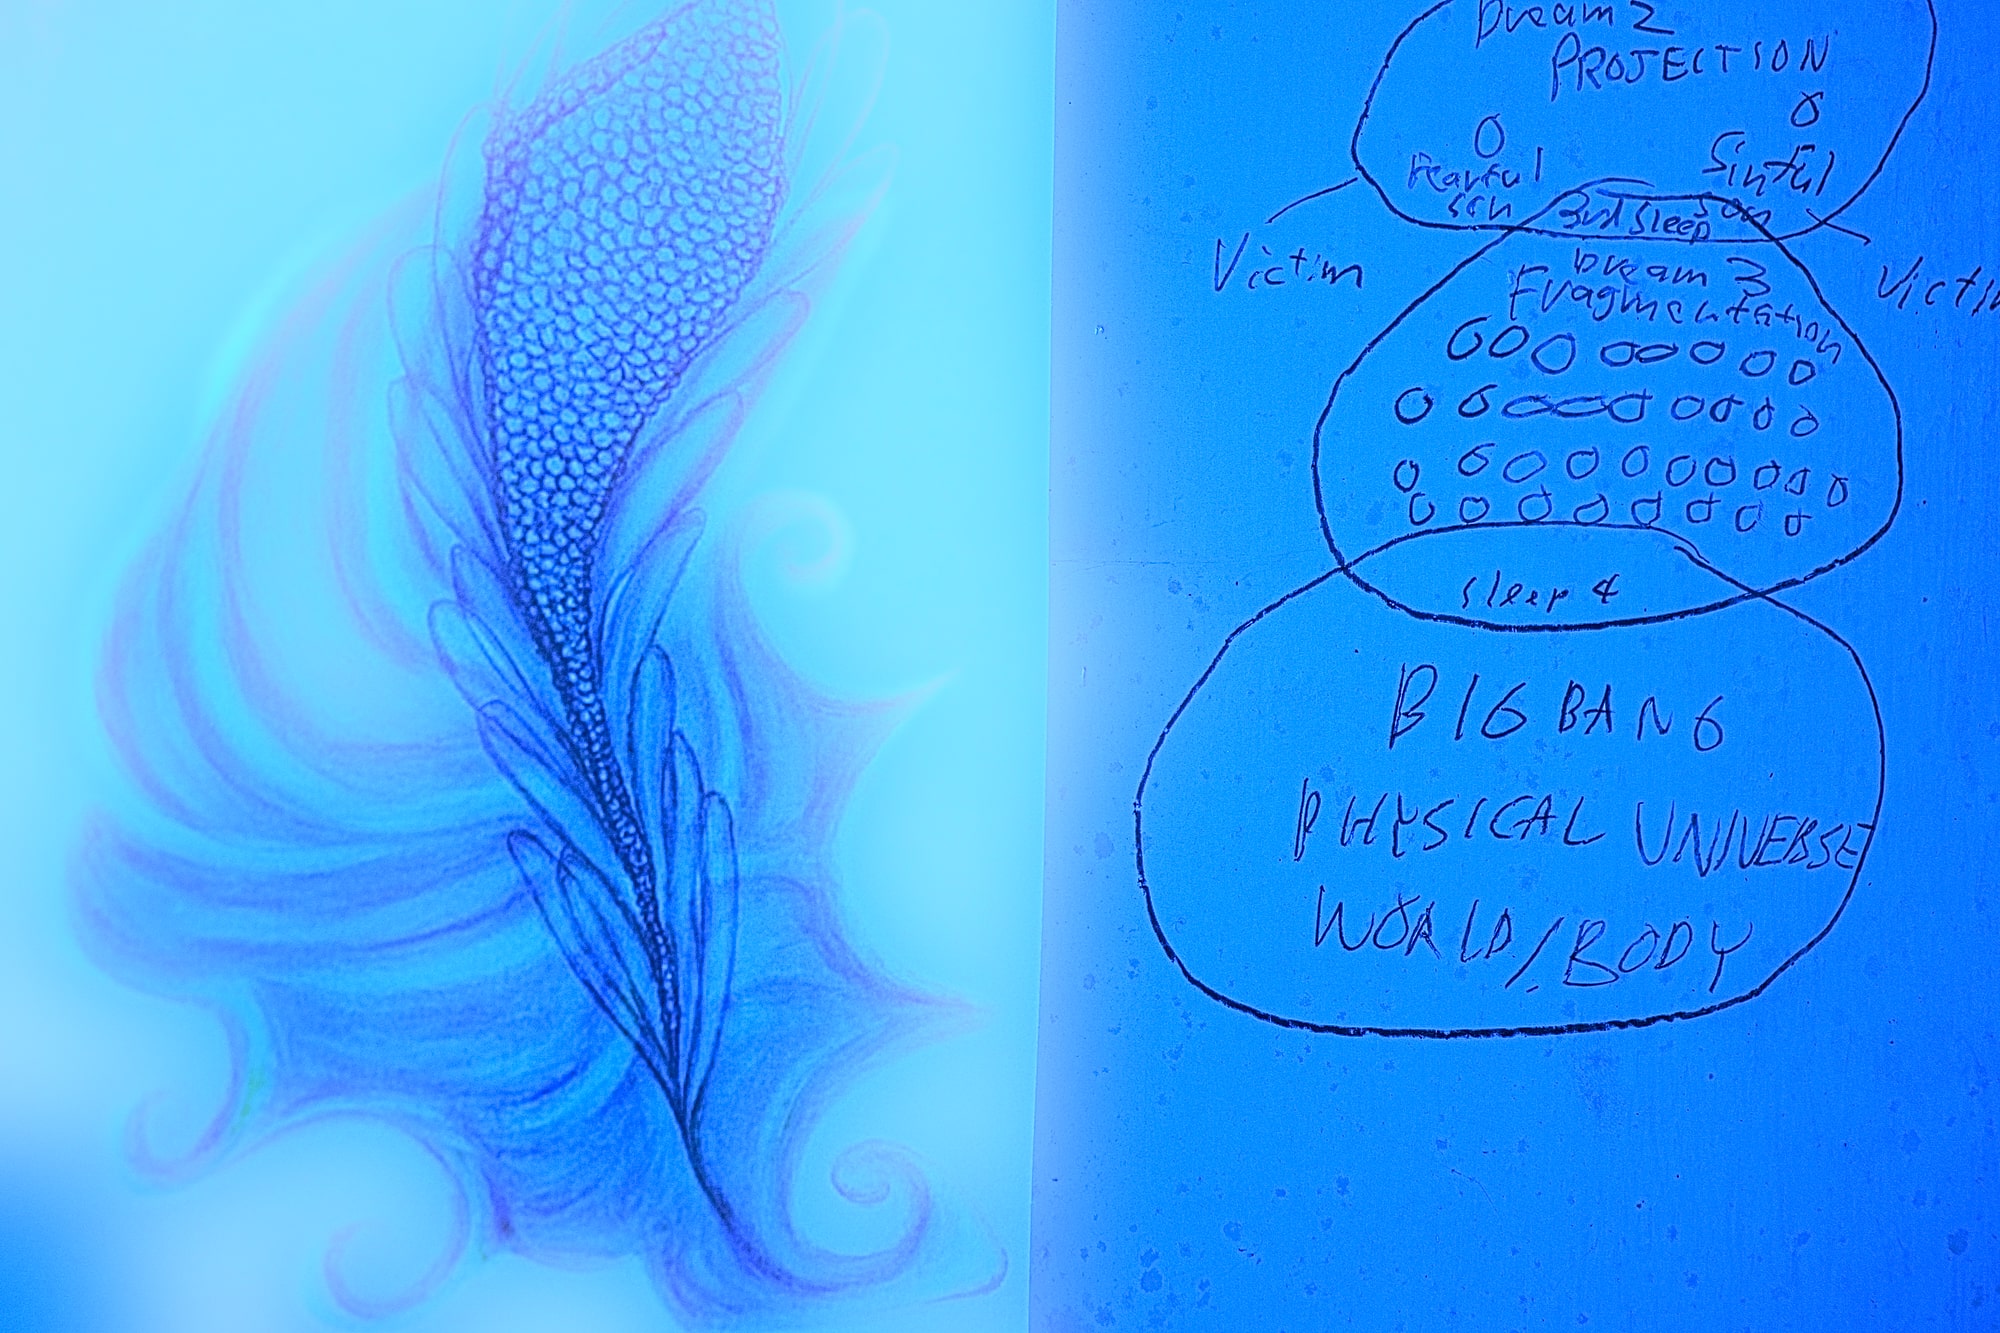 Dream 2
PROJECTION
Fearful
son
Sinful
son
3rd Sleep
Victim
Victim
Dream 3
Fragmentation
sleep 4
BIG BANG
PHYSICAL UNIVERSE
WORLD/BODY